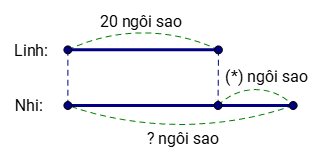 20 ngôi sao
Linh:
(*) ngôi sao
Nhi:
? ngôi sao